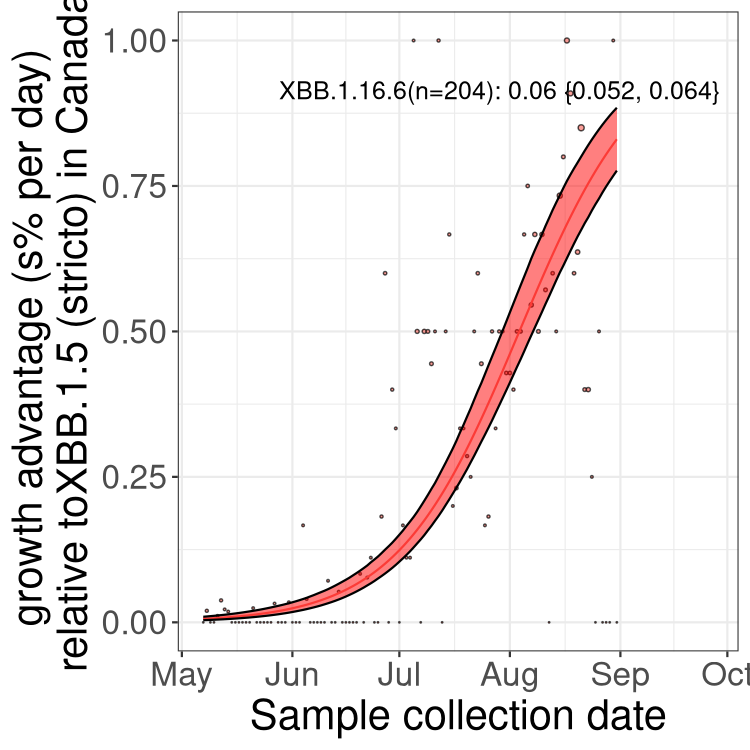 growth advantage (s% per day)
relative toXBB.1.5 (stricto) in Canada
1.00
0.75
0.50
0.25
0.00
XBB.1.16.6(n=204): 0.06 {0.052, 0.064}
May Jun Jul Aug Sep Oct
Sample collection date